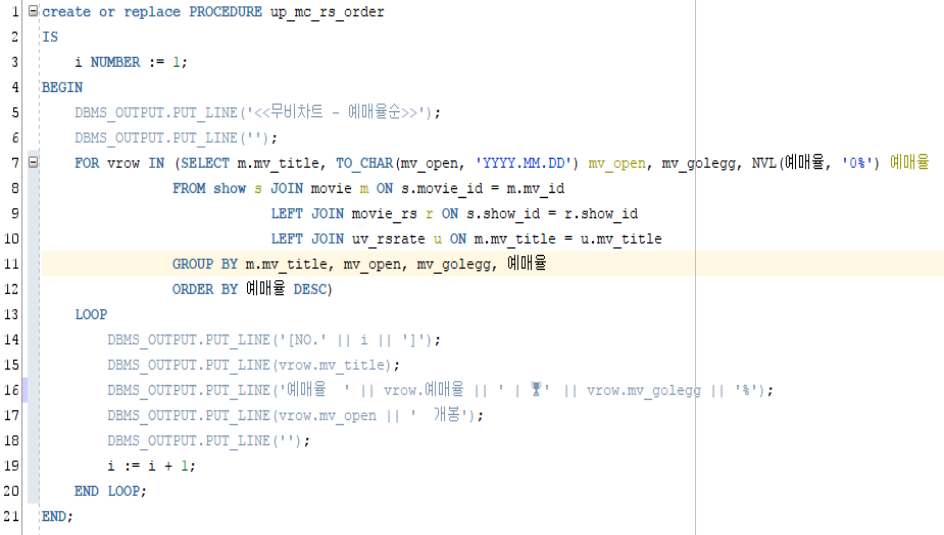 1 create or replace PROCEDURE up_mc_rs_order
2 IS
3     i NUMBER := 1;
4 BEGIN
5     DBMS_OUTPUT.PUT_LINE('<<무비차트 - 예매율순>>');
6     DBMS_OUTPUT.PUT_LINE('');
7     FOR vrow IN (SELECT m.mv_title, TO_CHAR(mv_open, 'YYYY.MM.DD') mv_open, mv_golegg, NVL(예매율, '0%') 예매율
8                 FROM show s JOIN movie m ON s.movie_id = m.mv_id
9                             LEFT JOIN movie_rs r ON s.show_id = r.show_id
10                             LEFT JOIN uv_rsrate u ON m.mv_title = u.mv_title
11                 GROUP BY m.mv_title, mv_open, mv_golegg, 예매율
12                 ORDER BY 예매율 DESC)
13     LOOP
14         DBMS_OUTPUT.PUT_LINE('[NO.' || i || ']');
15         DBMS_OUTPUT.PUT_LINE(vrow.mv_title);
16         DBMS_OUTPUT.PUT_LINE('예매율  ' || vrow.예매율 || ' | 🏆' || vrow.mv_golegg || '%');
17         DBMS_OUTPUT.PUT_LINE(vrow.mv_open || '  개봉');
18         DBMS_OUTPUT.PUT_LINE('');
19         i := i + 1;
20     END LOOP;
21 END;